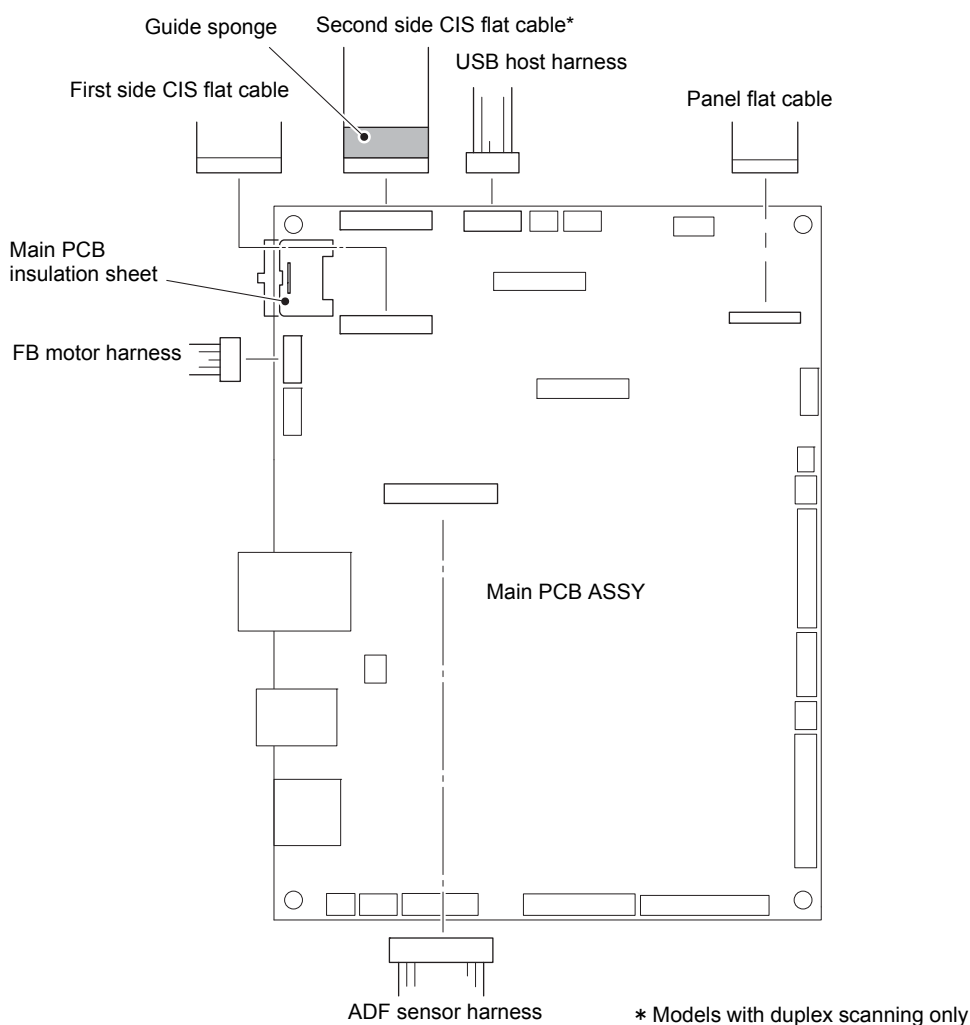 Guide sponge
Second side CIS flat cable*
USB host harness
First side CIS flat cable
Panel flat cable
Main PCB
insulation sheet
FB motor harness
Main PCB ASSY
ADF sensor harness
* Models with duplex scanning only